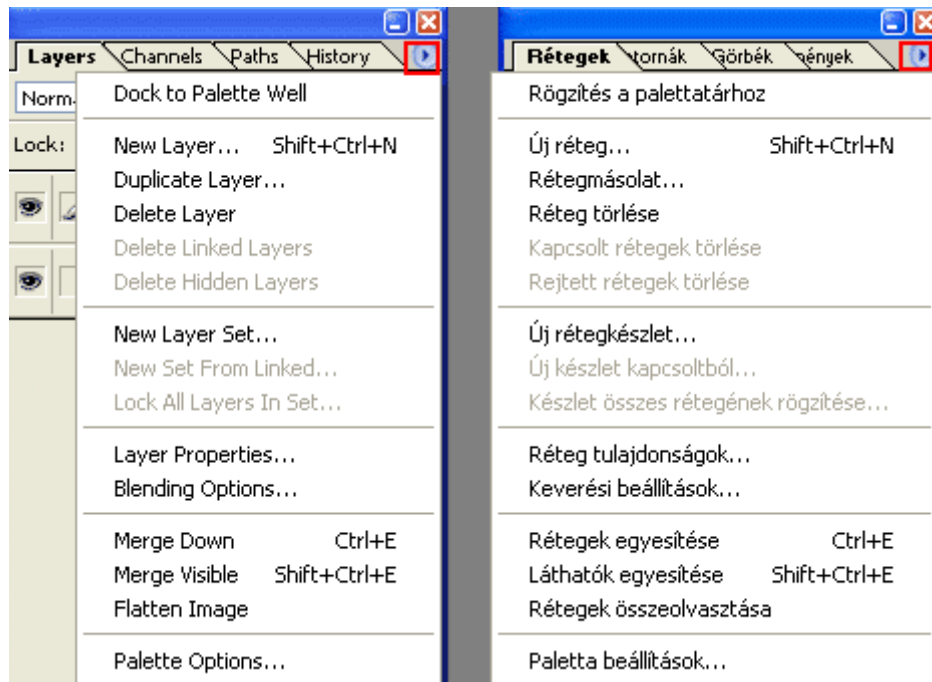 Layers Channels Paths History
Norm
Lock:
Dock to Palette Well
New Layer... Shift+Ctrl+N
Duplicate Layer...
Delete Layer
Delete Linked Layers
Delete Hidden Layers
New Layer Set...
New Set From Linked...
Lock All Layers In Set...
Layer Properties...
Blending Options...
Merge Down Ctrl+E
Merge Visible Shift+Ctrl+E
Flatten Image
Palette Options...
Rétegek tornák Görbék nények
Rögzítés a palettatárhoz
Új réteg... Shift+Ctrl+N
Rétegmásolat...
Réteg törlése
Kapcsolt rétegek törlése
Rejtett rétegek törlése
Új rétegkészlet...
Új készlet kapcsoltból...
Készlet összes rétegének rögzítése...
Réteg tulajdonságok...
Keverési beállítások...
Rétegek egyesítése Ctrl+E
Láthatók egyesítése Shift+Ctrl+E
Rétegek összeolvasztása
Paletta beállítások...